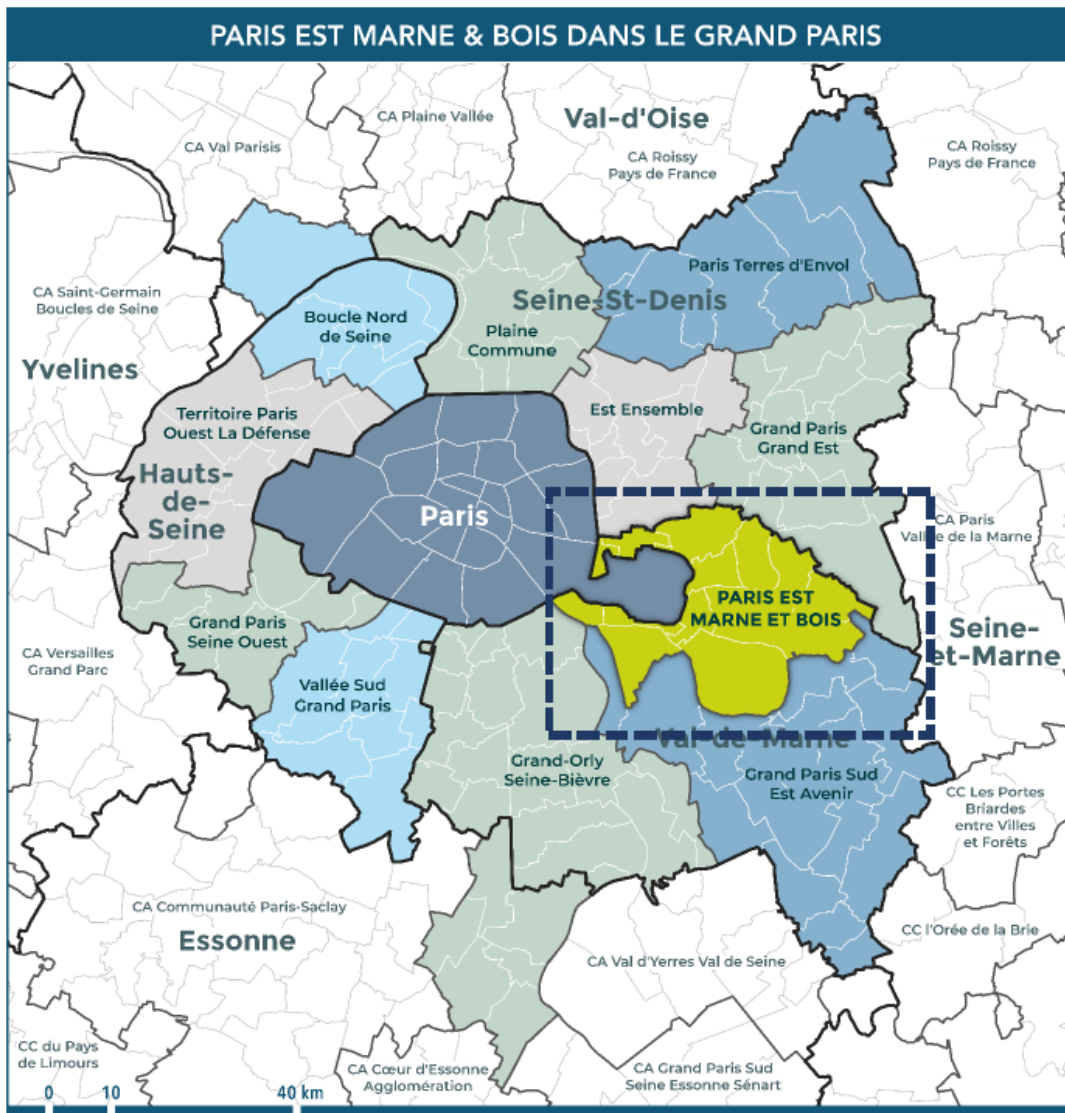 PARIS EST MARNE & BOIS DANS LE GRAND PARIS
CA Plaine Vallée
Val-d'Oise
CA Val Parisis
CA Roissy
Pays de France
CA Roissy
Pays de France
Paris Terres d'Envol
CA Saint-Germain
Boucles de Seine
Seine-St-Denis
Boucle Nord
de Seine
Plaine
Commune
Yvelines
Territoire Paris
Ouest La Défense
Est Ensemble
Grand Paris
Grand Est
Hauts-
de-
Seine
Paris
CA Paris
Vallée de la Marne
PARIS EST
MARNE ET BOIS
Grand Paris
Seine Ouest
Seine-
et-Marne
CA Versailles
Grand Parc
Vallée Sud
Grand Paris
Val-de-Marne
Grand-Orly
Seine-Bièvre
Grand Paris Sud
Est Avenir
CC Les Portes
Briardes
entre Villes
et Forêts
CA Communauté Paris-Saclay
Essonne
CC l'Orée de la Brie
CA Val d'Yerres Val de Seine
CC du Pays
de Limours
CA Cœur d'Essonne
Agglomération
CA Grand Paris Sud
Seine Essonne Sénart
0 10 40 km